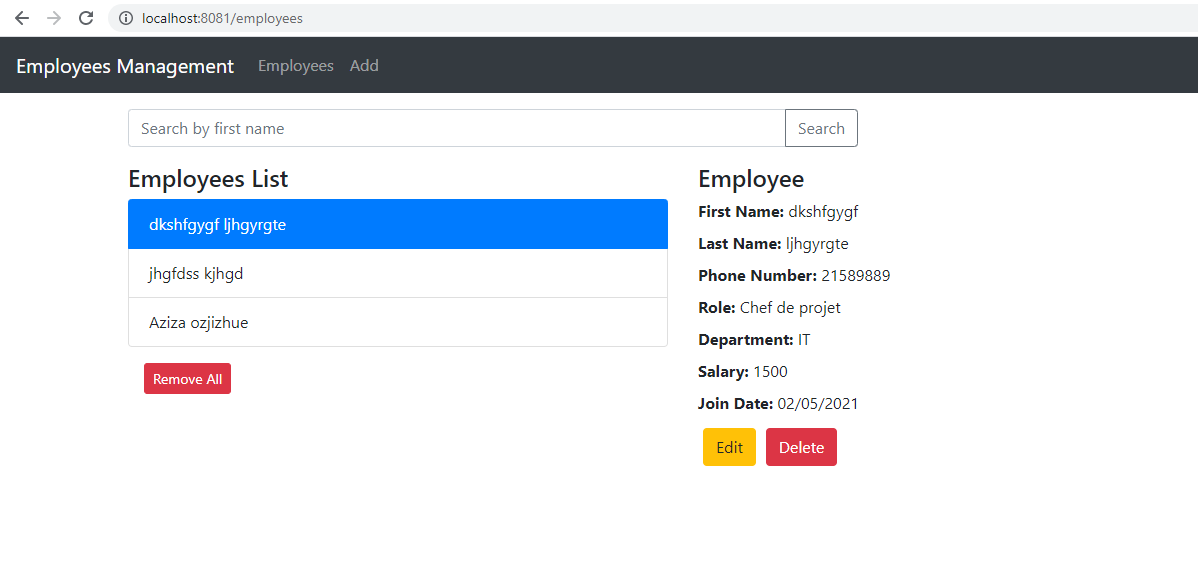 localhost:8081/employees
Employees Management Employees Add
Search by first name Search
Employees List
dkshfgygf ljhgyrgte
jhgfdss kjhgd
Aziza ozjizhue
Remove All
Employee
First Name: dkshfgygf
Last Name: ljhgyrgte
Phone Number: 21589889
Role: Chef de projet
Department: IT
Salary: 1500
Join Date: 02/05/2021
Edit Delete